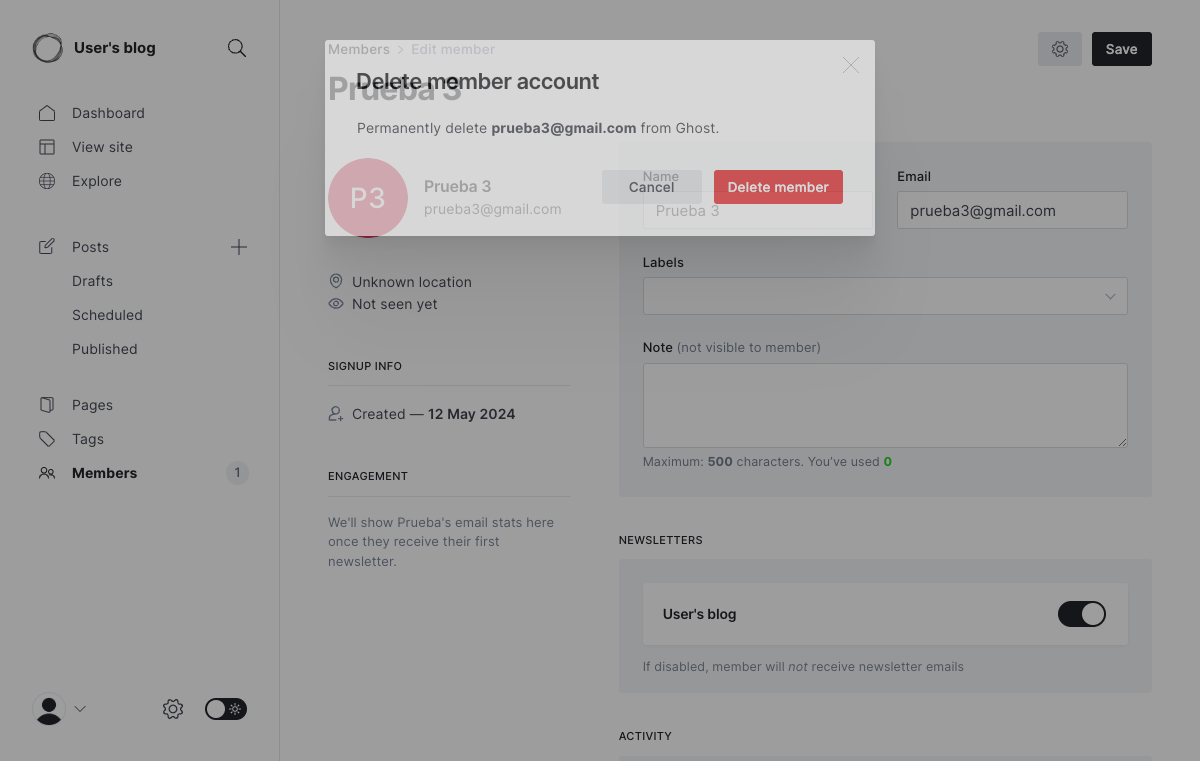 User's blog
Dashboard
View site
Explore
Posts
Drafts
Scheduled
Published
Pages
Tags
Members 1
Members > Edit member
Save
Prueba 3
Delete member account
Permanently delete prueba3@gmail.com from Ghost.
Cancel
Delete member
P3
Prueba 3
prueba3@gmail.com
Unknown location
Not seen yet
SIGNUP INFO
Created — 12 May 2024
ENGAGEMENT
We'll show Prueba's email stats here
once they receive their first
newsletter.
Name
Prueba 3
Email
prueba3@gmail.com
Labels
Note (not visible to member)
Maximum: 500 characters. You've used 0
NEWSLETTERS
User's blog
If disabled, member will not receive newsletter emails
ACTIVITY